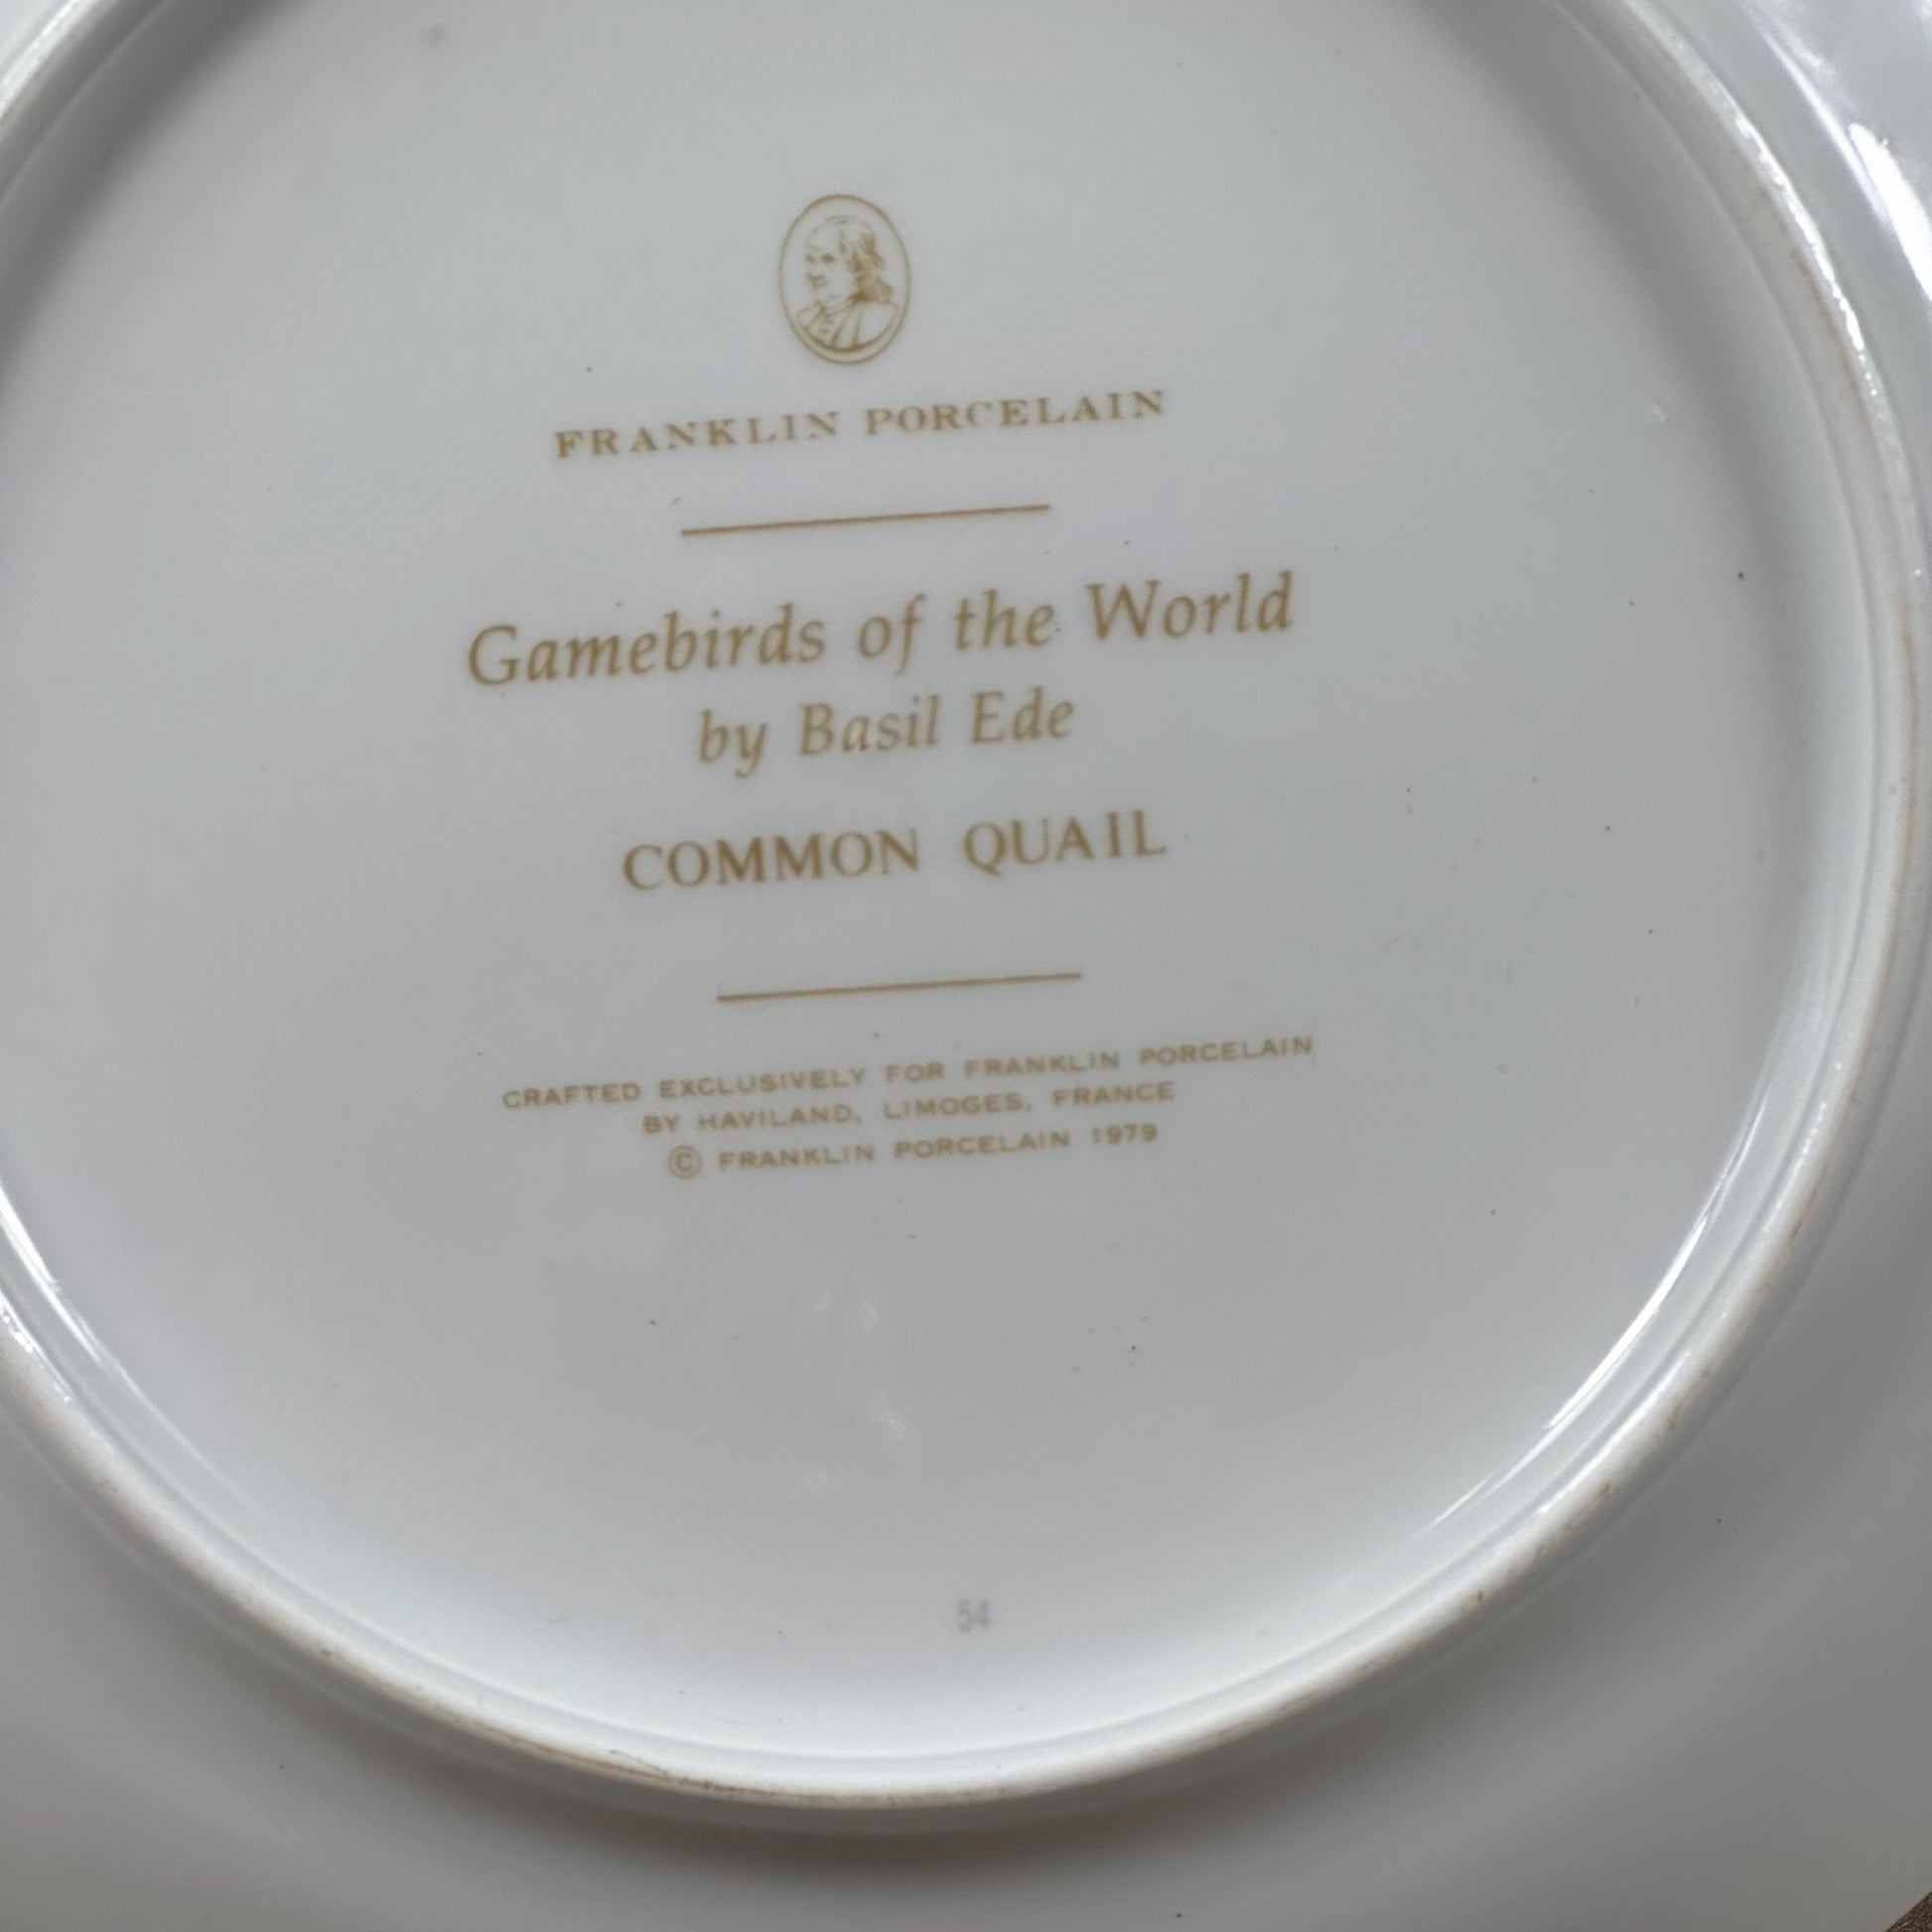 FRANKLIN PORCELAIN
Gamebirds of the World
by Basil Ede
COMMON QUAIL
CRAFTED EXCLUSIVELY FOR FRANKLIN PORCELAIN
BY HAVILAND, LIMOGES, FRANCE
© FRANKLIN PORCELAIN 1979
54